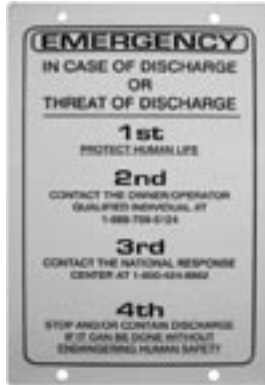 EMERGENCY
IN CASE OF DISCHARGE
OR
THREAT OF DISCHARGE
1st
PROTECT HUMAN LIFE
2nd
CONTACT THE OWNER/OPERATOR
QUALIFIED INDIVIDUAL AT
3rd
CONTACT THE NATIONAL RESPONSE
CENTER AT 1-800-424-8802
4th
STOP AND/OR CONTAIN DISCHARGE
IF IT CAN BE DONE WITHOUT
ENDANGERING HUMAN SAFETY